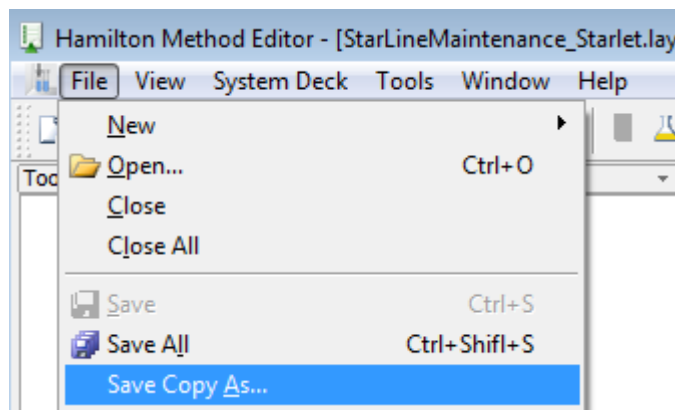 Hamilton Method Editor - [StarLineMaintenance_Starlet.lay
File View System Deck Tools Window Help
New
Open... Ctrl+O
Toc
Close
Close All
Save Ctrl+S
Save All Ctrl+Shifl+S
Save Copy As...